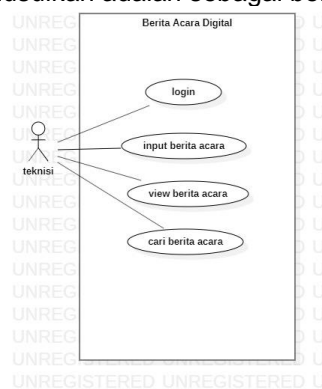 Berita Acara Digital
login
input berita acara
teknisi
view berita acara
cari berita acara
UNREGISTERED UNREGISTERED